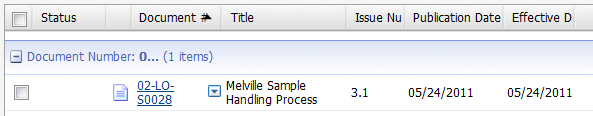 Status Document # Title Issue Nu Publication Date Effective D
Document Number: 0... (1 items)
02-LO- Melville Sample 3.1 05/24/2011 05/24/2011
S0028 Handling Process